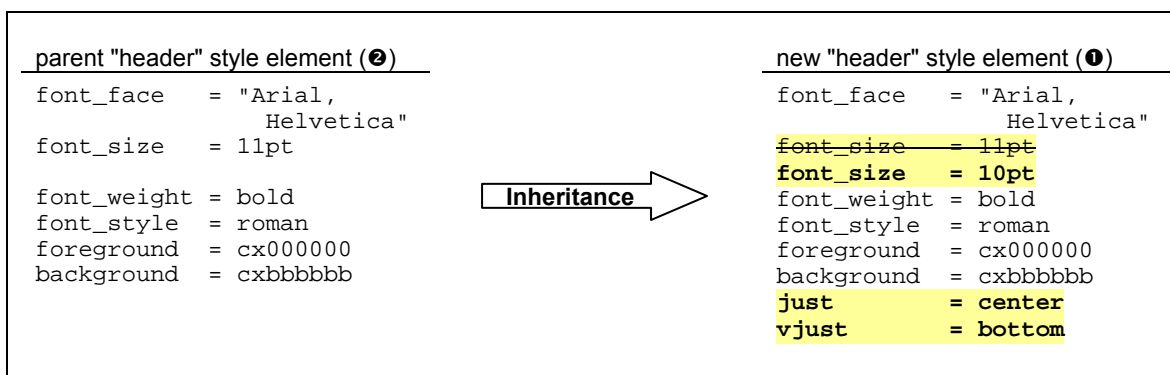 parent "header" style element (❷)
font_face = "Arial,
Helvetica"
font_size = 11pt
font_weight = bold
font_style = roman
foreground = cx000000
background = cxbbbbbb
Inheritance
new "header" style element (❶)
font_face = "Arial,
Helvetica"
font_size = 11pt
font_size = 10pt
font_weight = bold
font_style = roman
foreground = cx000000
background = cxbbbbbb
just = center
vjust = bottom